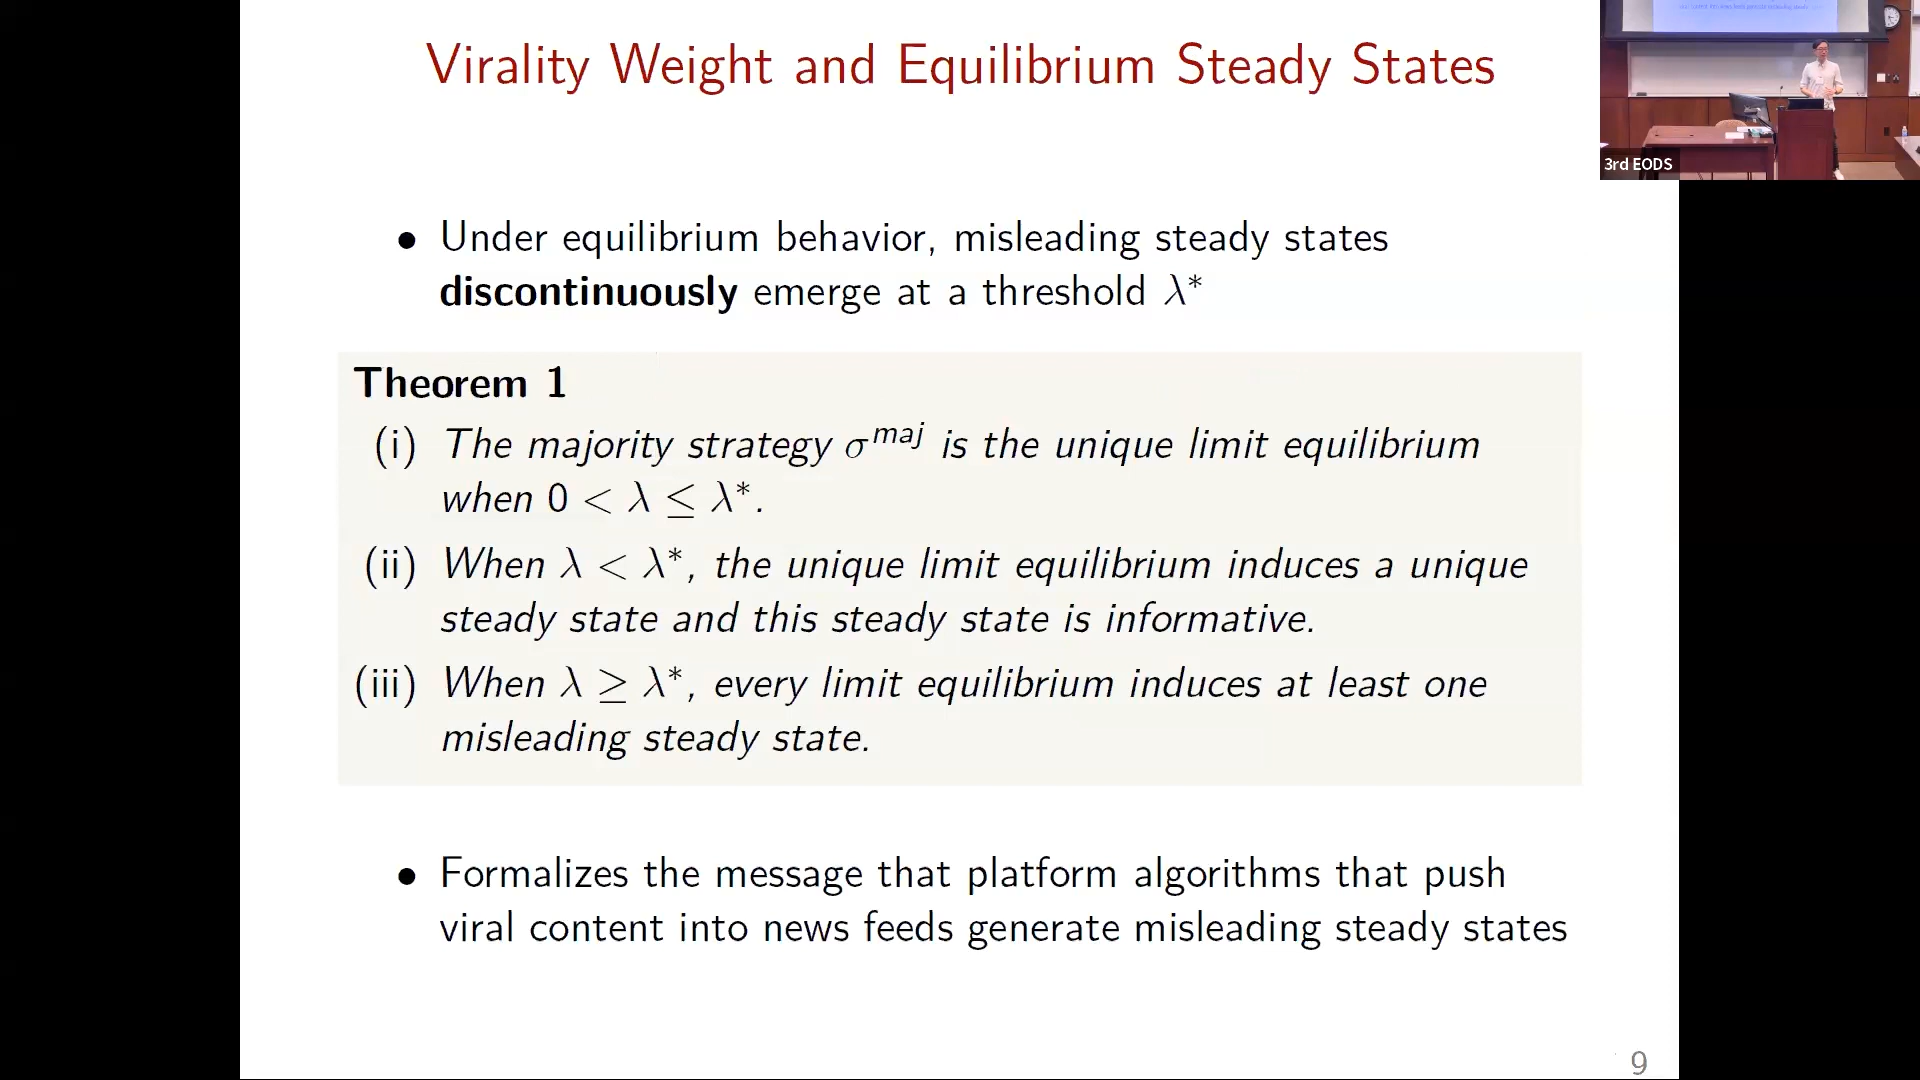 Virality Weight and Equilibrium Steady States
3rd EODS
• Under equilibrium behavior, misleading steady states
discontinuously emerge at a threshold λ*
Theorem 1
(i) The majority strategy σ^maj is the unique limit equilibrium
when 0 < λ ≤ λ*.
(ii) When λ < λ*, the unique limit equilibrium induces a unique
steady state and this steady state is informative.
(iii) When λ ≥ λ*, every limit equilibrium induces at least one
misleading steady state.
• Formalizes the message that platform algorithms that push
viral content into news feeds generate misleading steady states
9